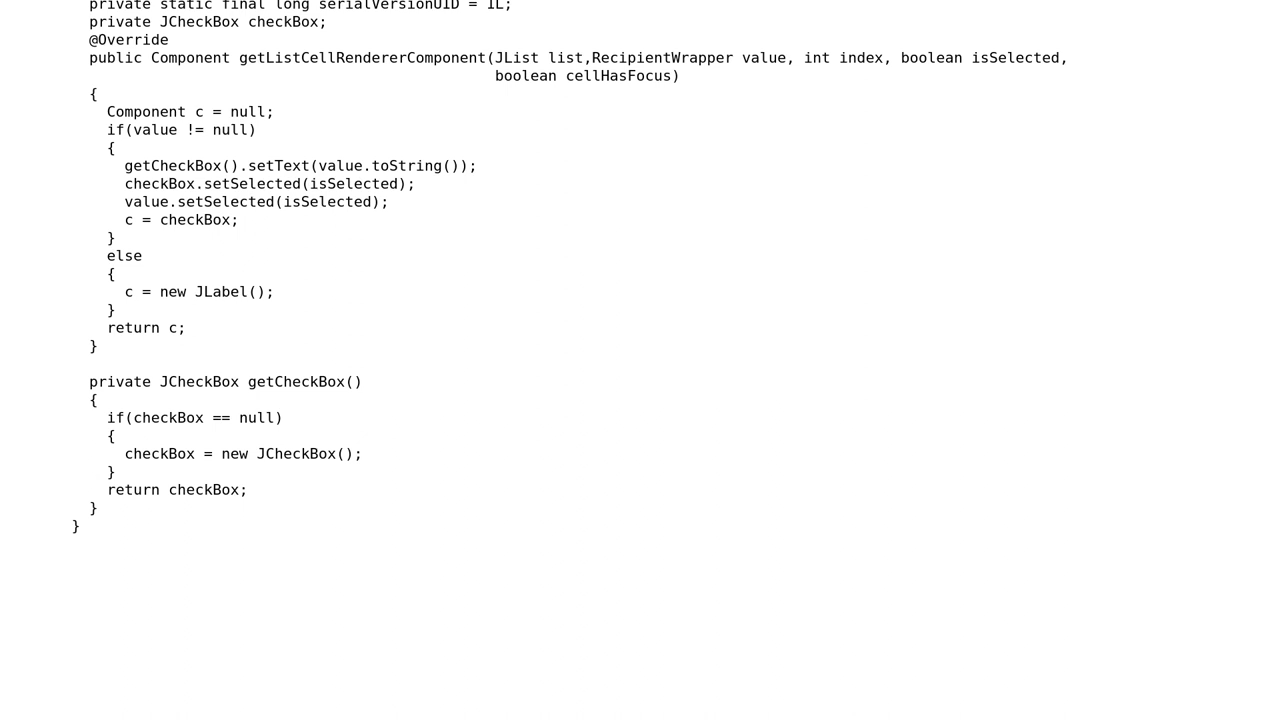 private static final long serialVersionUID = 1L;
private JCheckBox checkBox;
@Override
public Component getListCellRendererComponent(JList list,RecipientWrapper value, int index, boolean isSelected,
boolean cellHasFocus)
{
Component c = null;
if(value != null)
{
getCheckBox().setText(value.toString());
checkBox.setSelected(isSelected);
value.setSelected(isSelected);
c = checkBox;
}
else
{
c = new JLabel();
}
return c;
}
private JCheckBox getCheckBox()
{
if(checkBox == null)
{
checkBox = new JCheckBox();
}
return checkBox;
}
}